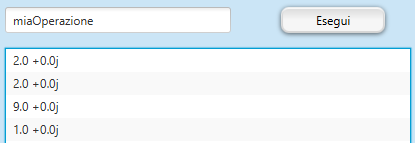 miaOperazione
Esegui
2.0 +0.0j
2.0 +0.0j
9.0 +0.0j
1.0 +0.0j